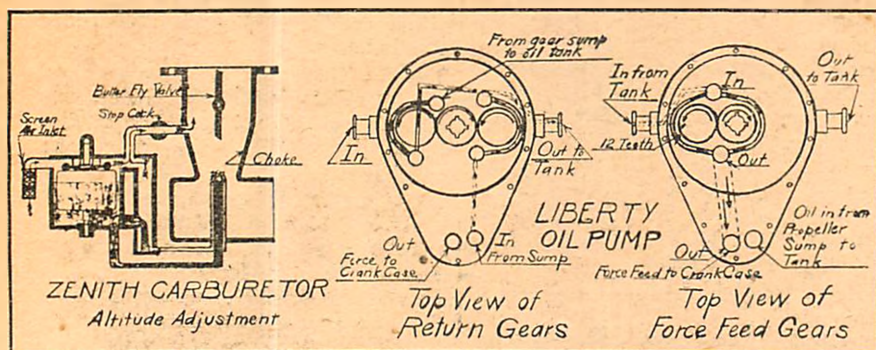 Butter Fly Valve
Stop Cock
Screen
Air Inlet
Choke
ZENITH CARBURETOR
Altitude Adjustment
From gear sump
to oil tank
In
Out to
Tank
Out
Force to
Crank Case
In
From Sump
Top View of
Return Gears
LIBERTY
OIL PUMP
In from
Tank
In
Out
to Tank
12 Teeth
Out
Oil in from
Propeller
Sump to
Tank
Out
Force Feed to Crank Case
Top View of
Force Feed Gears